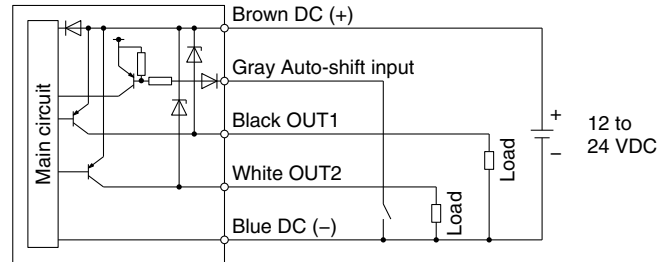 Brown DC (+)
Gray Auto-shift input
Black OUT1
White OUT2
Blue DC (−)
Main circuit
Load
Load
+
−
12 to
24 VDC